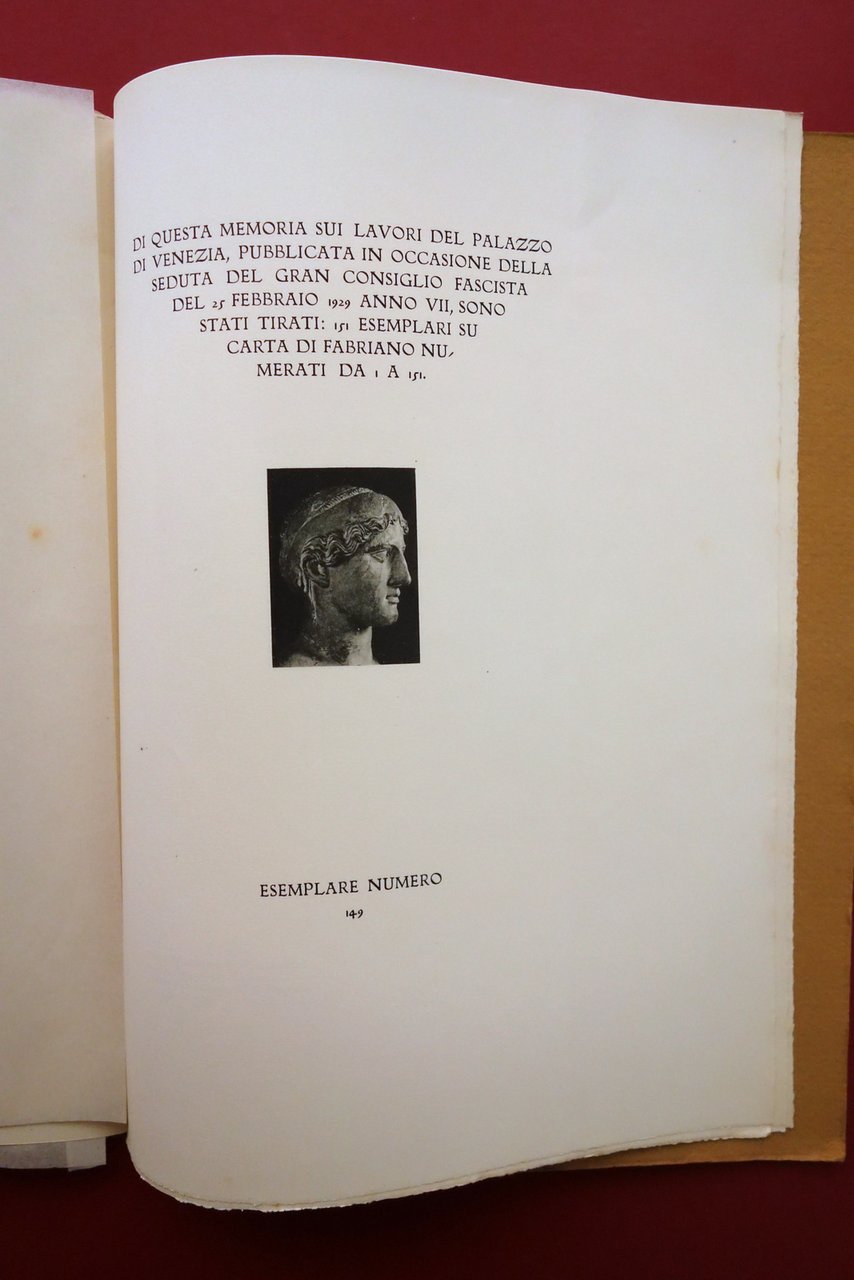 DI QUESTA MEMORIA SUI LAVORI DEL PALAZZO
DI VENEZIA, PUBBLICATA IN OCCASIONE DELLA
SEDUTA DEL GRAN CONSIGLIO FASCISTA
DEL 25 FEBBRAIO 1929 ANNO VII, SONO
STATI TIRATI: 151 ESEMPLARI SU
CARTA DI FABRIANO NU-
MERATI DA 1 A 151.
ESEMPLARE NUMERO
149